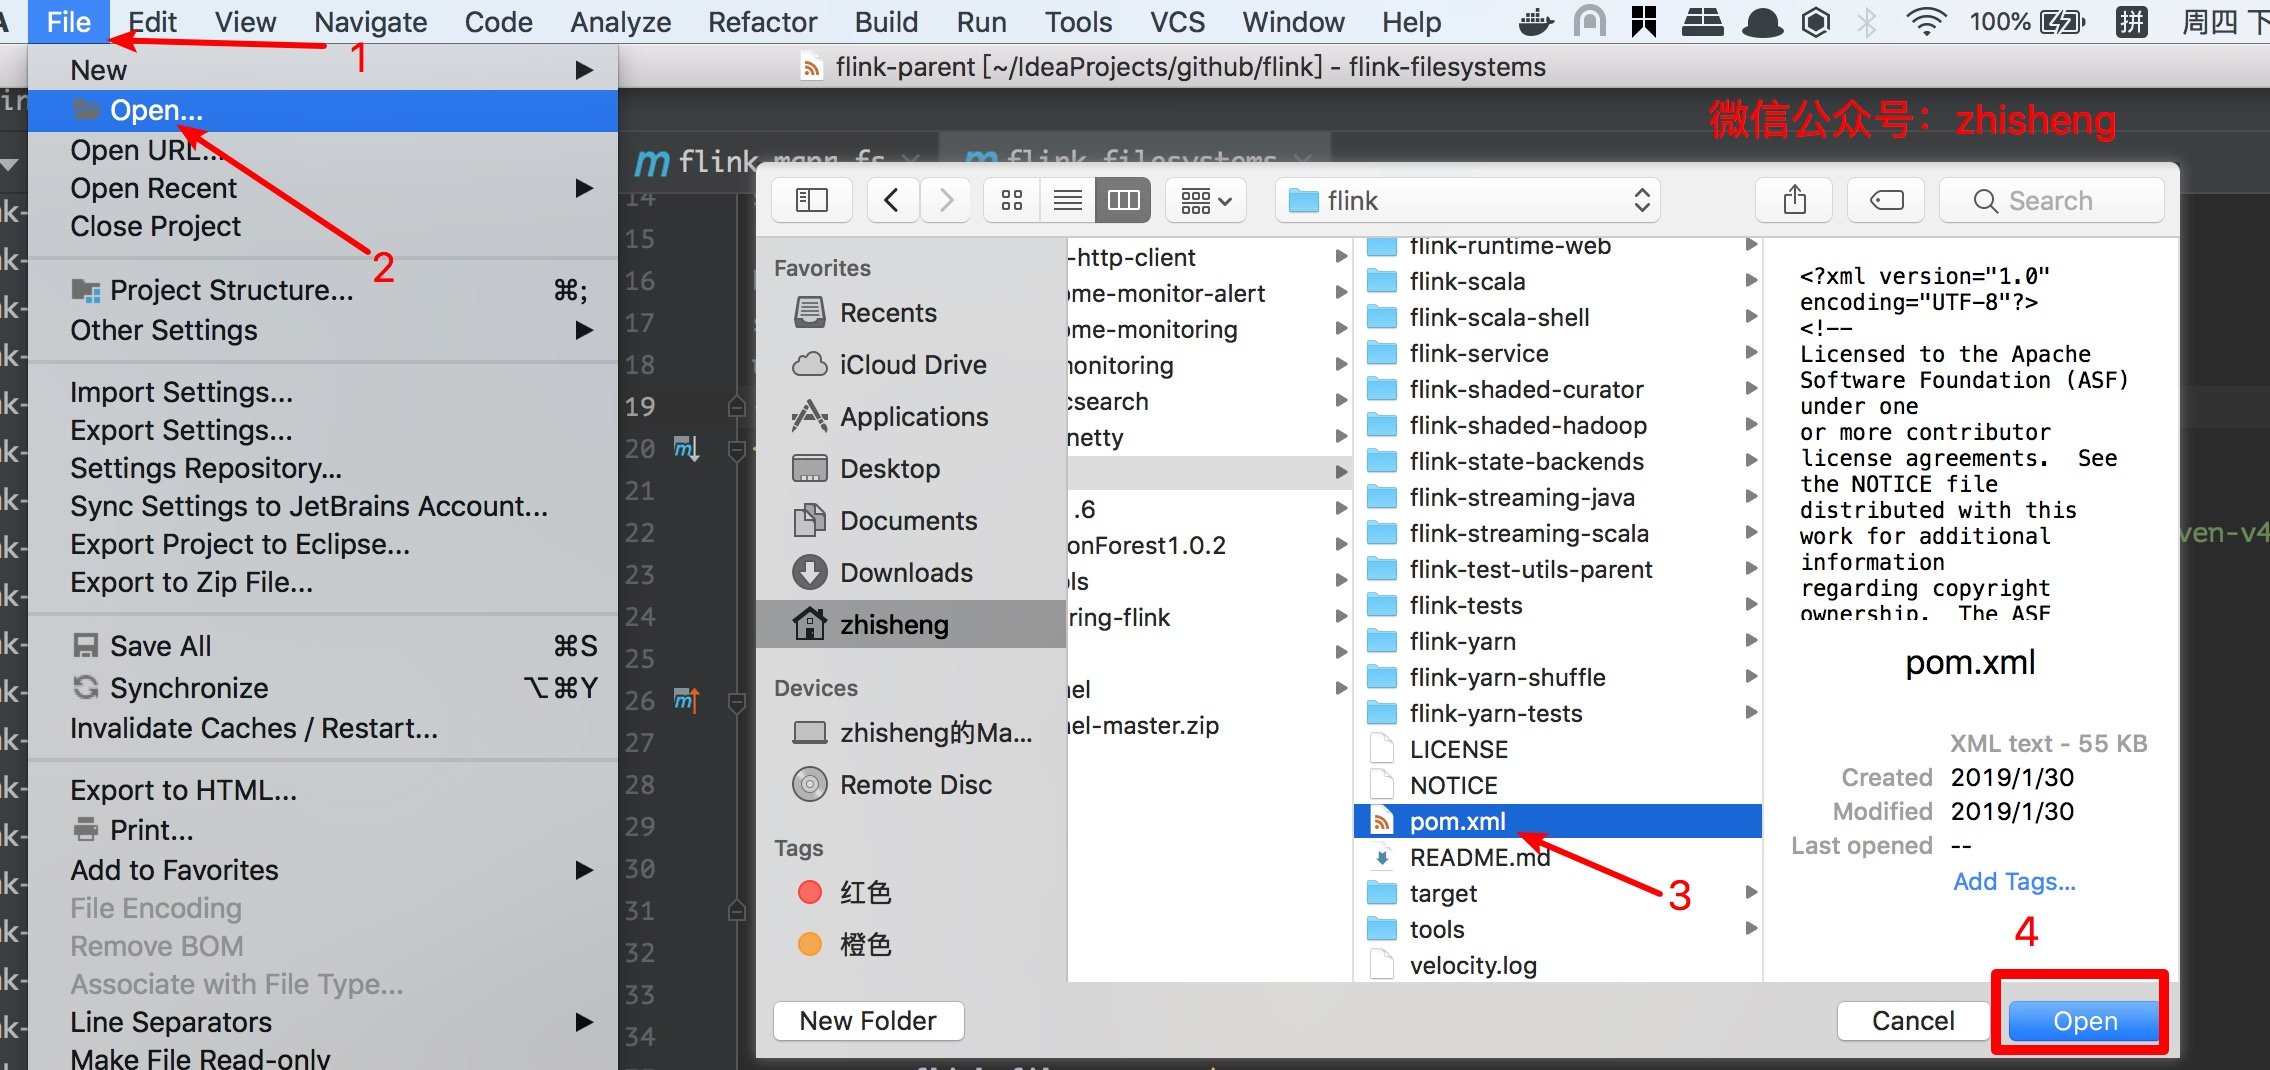 File Edit View Navigate Code Analyze Refactor Build Run Tools VCS Window Help 100% 拼 周四 下
1
flink-parent [~/IdeaProjects/github/flink] - flink-filesystems
微信公众号：zhisheng
New
Open...
Open URL...
Open Recent
Close Project
2
Project Structure... ⌘;
Other Settings
Import Settings...
Export Settings...
Settings Repository...
Sync Settings to JetBrains Account...
Export Project to Eclipse...
Export to Zip File...
Save All ⌘S
Synchronize ⌥⌘Y
Invalidate Caches / Restart...
Export to HTML...
Print...
Add to Favorites
File Encoding
Remove BOM
Associate with File Type...
Line Separators
Make File Read-only
14
15
16
17
18
19
20
21
22
23
24
25
26
27
28
29
30
31
32
33
34
flink
Search
Favorites
Recents
iCloud Drive
Applications
Desktop
Documents
Downloads
zhisheng
Devices
zhisheng的Ma...
Remote Disc
Tags
红色
橙色
-http-client
ome-monitor-alert
ome-monitoring
onitoring
csearch
netty
.6
onForest1.0.2
ols
ring-flink
el
el-master.zip
flink-runtime-web
flink-scala
flink-scala-shell
flink-service
flink-shaded-curator
flink-shaded-hadoop
flink-state-backends
flink-streaming-java
flink-streaming-scala
flink-test-utils-parent
flink-tests
flink-yarn
flink-yarn-shuffle
flink-yarn-tests
LICENSE
NOTICE
pom.xml
README.md
target
tools
velocity.log
3
<?xml version="1.0"
encoding="UTF-8"?>
<!--
Licensed to the Apache
Software Foundation (ASF)
under one
or more contributor
license agreements.  See
the NOTICE file
distributed with this
work for additional
information
regarding copyright
ownership.  The ASF
pom.xml
XML text - 55 KB
Created 2019/1/30
Modified 2019/1/30
Last opened --
Add Tags...
4
New Folder
Cancel
Open
ven-v4